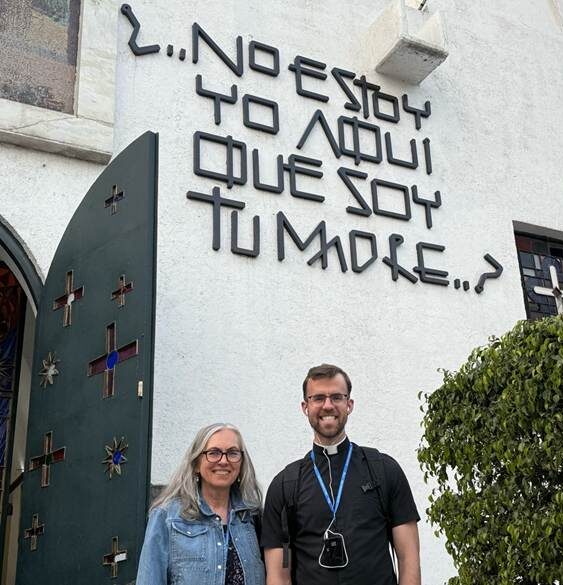 ¿...No Estoy
yo Aqui
que soy
tu Madre...?